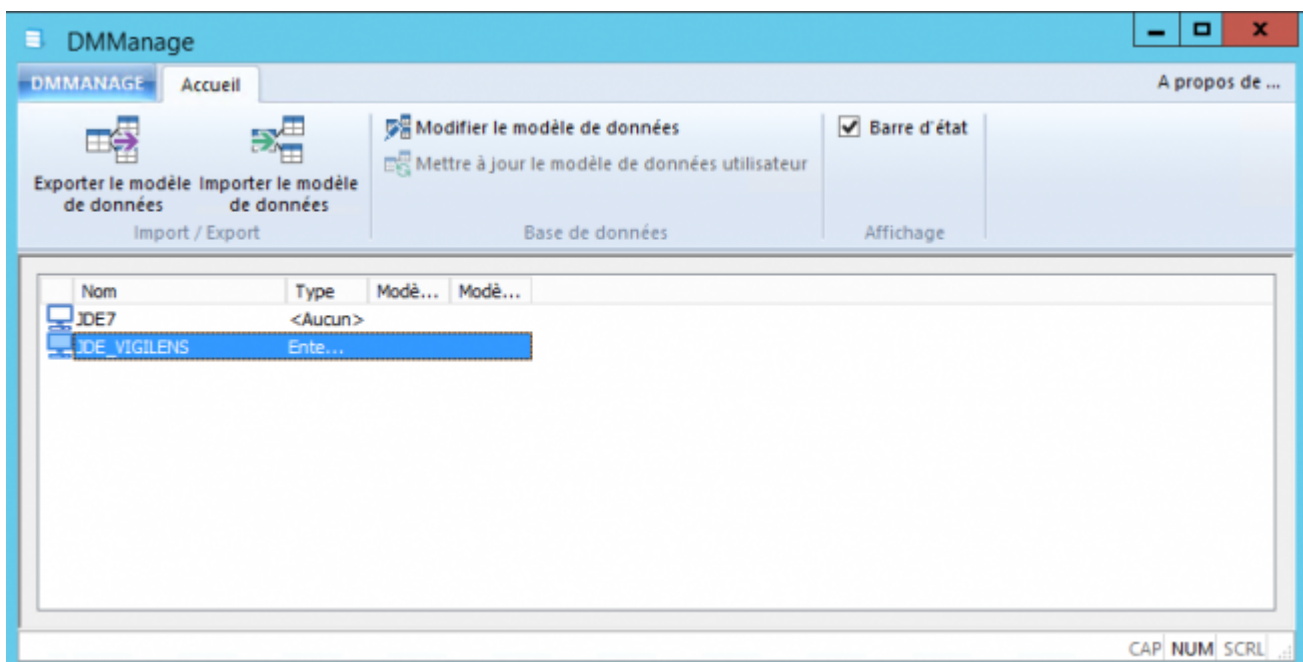 DMManage
x
DMMANAGE Accueil A propos de ...
Exporter le modèle de données
Importer le modèle de données
Import / Export
Modifier le modèle de données
Mettre à jour le modèle de données utilisateur
Base de données
Barre d'état
Affichage
Nom Type Modè... Modè...
JDE7 <Aucun>
JDE_VIGILENS Ente...
CAP NUM SCRL